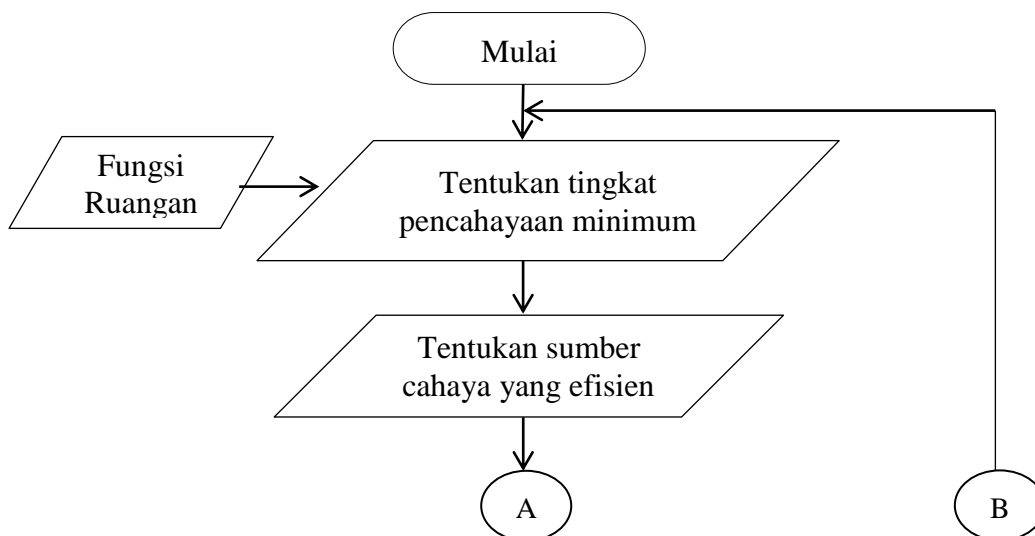 Mulai
Fungsi
Ruangan
Tentukan tingkat
pencahayaan minimum
Tentukan sumber
cahaya yang efisien
A
B